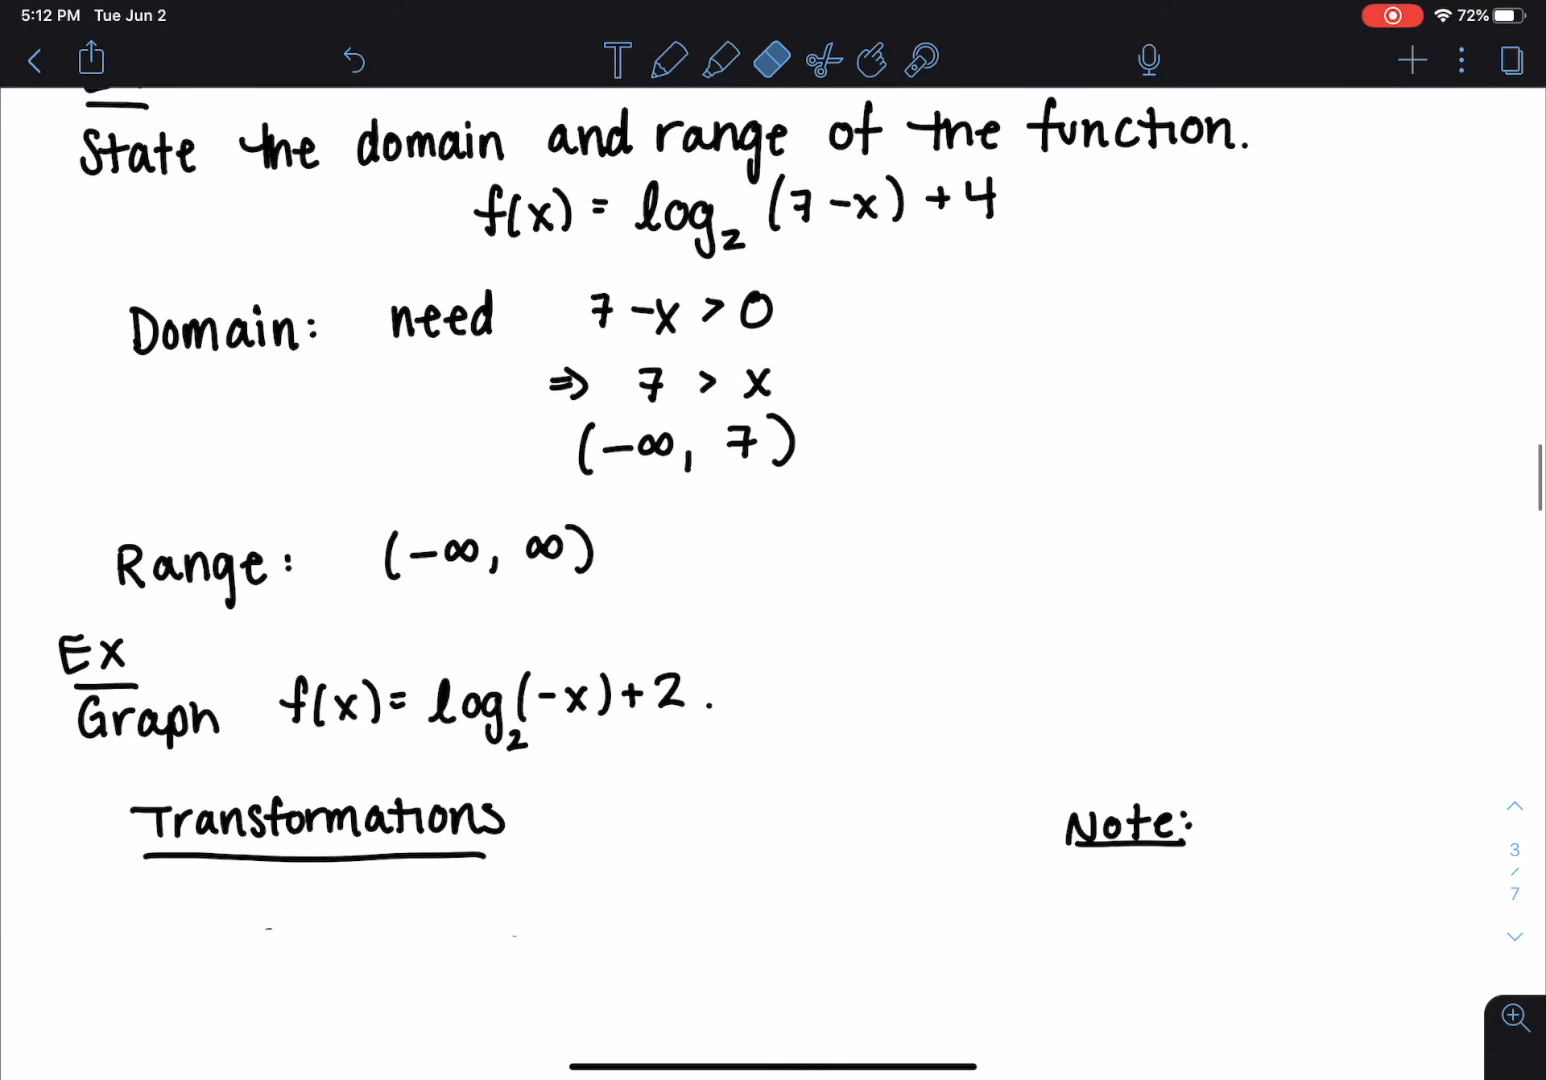 5:12 PM Tue Jun 2 72%
State the domain and range of the function.
f(x) = log₂ (7-x) + 4
Domain: need 7-x > 0
⇒ 7 > x
(-∞, 7)
Range: (-∞, ∞)
Ex
Graph f(x) = log₂(-x)+2.
Transformations Note:
3
/
7